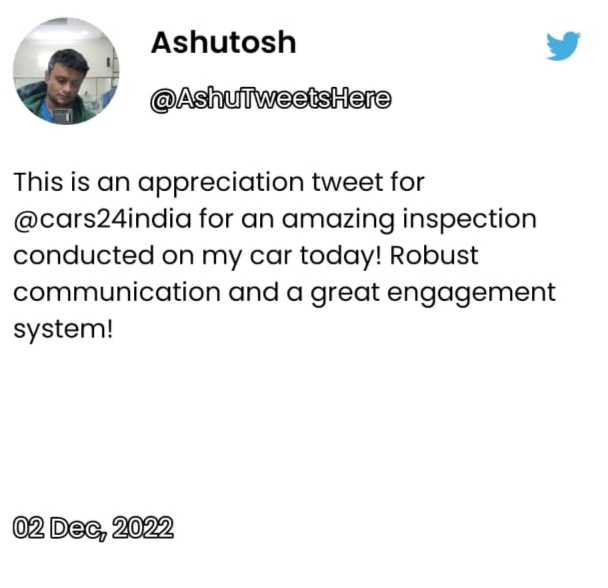 Ashutosh
@AshuTweetsHere
This is an appreciation tweet for
@cars24india for an amazing inspection
conducted on my car today! Robust
communication and a great engagement
system!
02 Dec, 2022